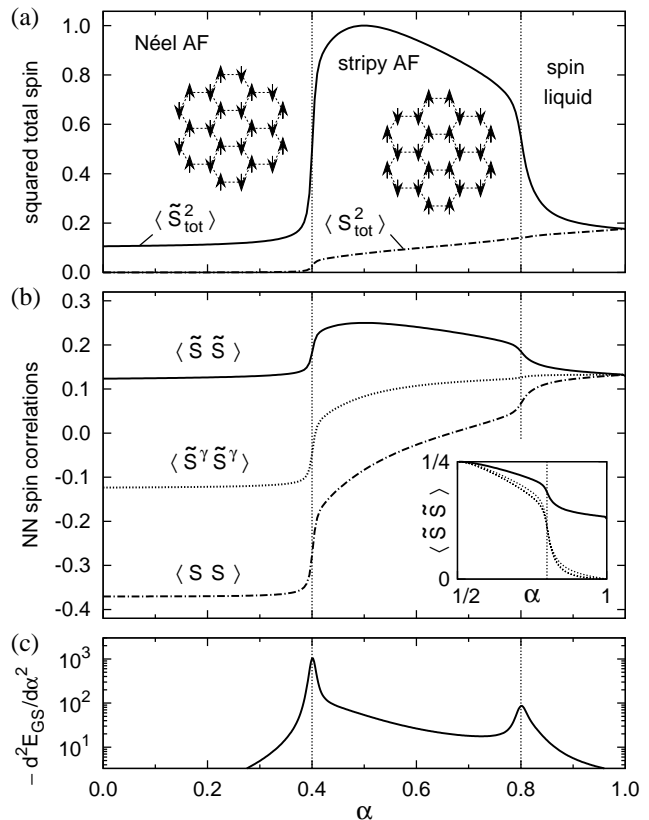 (a)
Néel AF
stripy AF
spin liquid
⟨ S̃²tot ⟩
⟨ S²tot ⟩
squared total spin
1.0
0.8
0.6
0.4
0.2
0.0
(b)
⟨ S̃ S̃ ⟩
⟨ S̃γ S̃γ ⟩
⟨ S S ⟩
NN spin correlations
0.3
0.2
0.1
0.0
-0.1
-0.2
-0.3
-0.4
1/4
⟨ S̃ S̃ ⟩
0
1/2 α 1
(c)
− d²EGS/dα²
10³
10²
10¹
0.0 0.2 0.4 0.6 0.8 1.0
α